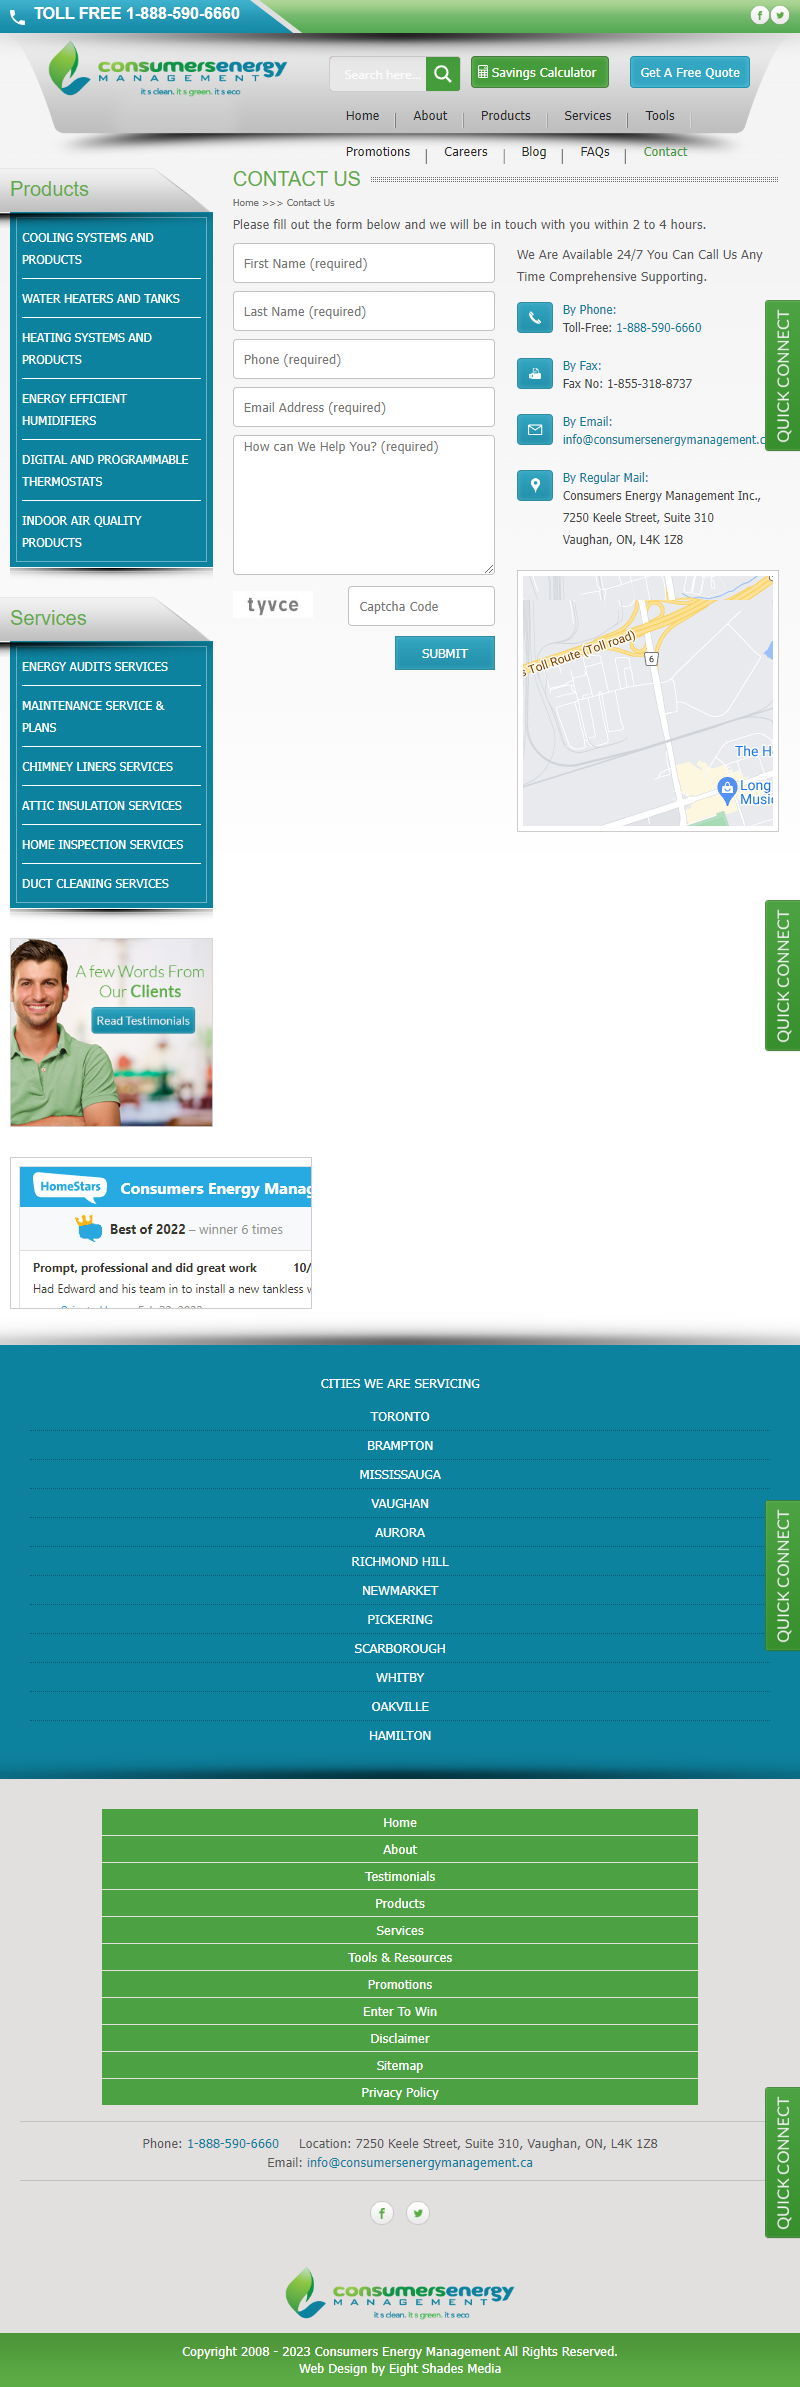 TOLL FREE 1-888-590-6660
consumersenergy
MANAGEMENT
it s clean. it s green. it s eco
Search here...
Savings Calculator
Get A Free Quote
Home
About
Products
Services
Tools
Promotions
Careers
Blog
FAQs
Contact
Products
COOLING SYSTEMS AND
PRODUCTS
WATER HEATERS AND TANKS
HEATING SYSTEMS AND
PRODUCTS
ENERGY EFFICIENT
HUMIDIFIERS
DIGITAL AND PROGRAMMABLE
THERMOSTATS
INDOOR AIR QUALITY
PRODUCTS
Services
ENERGY AUDITS SERVICES
MAINTENANCE SERVICE &
PLANS
CHIMNEY LINERS SERVICES
ATTIC INSULATION SERVICES
HOME INSPECTION SERVICES
DUCT CLEANING SERVICES
A few Words From
Our Clients
Read Testimonials
HomeStars
Consumers Energy Manag
Best of 2022 – winner 6 times
Prompt, professional and did great work 10/
Had Edward and his team in to install a new tankless w
CONTACT US
Home >>> Contact Us
Please fill out the form below and we will be in touch with you within 2 to 4 hours.
First Name (required)
Last Name (required)
Phone (required)
Email Address (required)
How can We Help You? (required)
tyvce
Captcha Code
SUBMIT
We Are Available 24/7 You Can Call Us Any
Time Comprehensive Supporting.
By Phone:
Toll-Free: 1-888-590-6660
By Fax:
Fax No: 1-855-318-8737
By Email:
info@consumersenergymanagement.c
By Regular Mail:
Consumers Energy Management Inc.,
7250 Keele Street, Suite 310
Vaughan, ON, L4K 1Z8
s Toll Route (Toll road)
6
The H
Long
Music
QUICK CONNECT
QUICK CONNECT
QUICK CONNECT
QUICK CONNECT
CITIES WE ARE SERVICING
TORONTO
BRAMPTON
MISSISSAUGA
VAUGHAN
AURORA
RICHMOND HILL
NEWMARKET
PICKERING
SCARBOROUGH
WHITBY
OAKVILLE
HAMILTON
Home
About
Testimonials
Products
Services
Tools & Resources
Promotions
Enter To Win
Disclaimer
Sitemap
Privacy Policy
Phone: 1-888-590-6660 Location: 7250 Keele Street, Suite 310, Vaughan, ON, L4K 1Z8
Email: info@consumersenergymanagement.ca
consumersenergy
MANAGEMENT
it s clean. it s green. it s eco
Copyright 2008 - 2023 Consumers Energy Management All Rights Reserved.
Web Design by Eight Shades Media